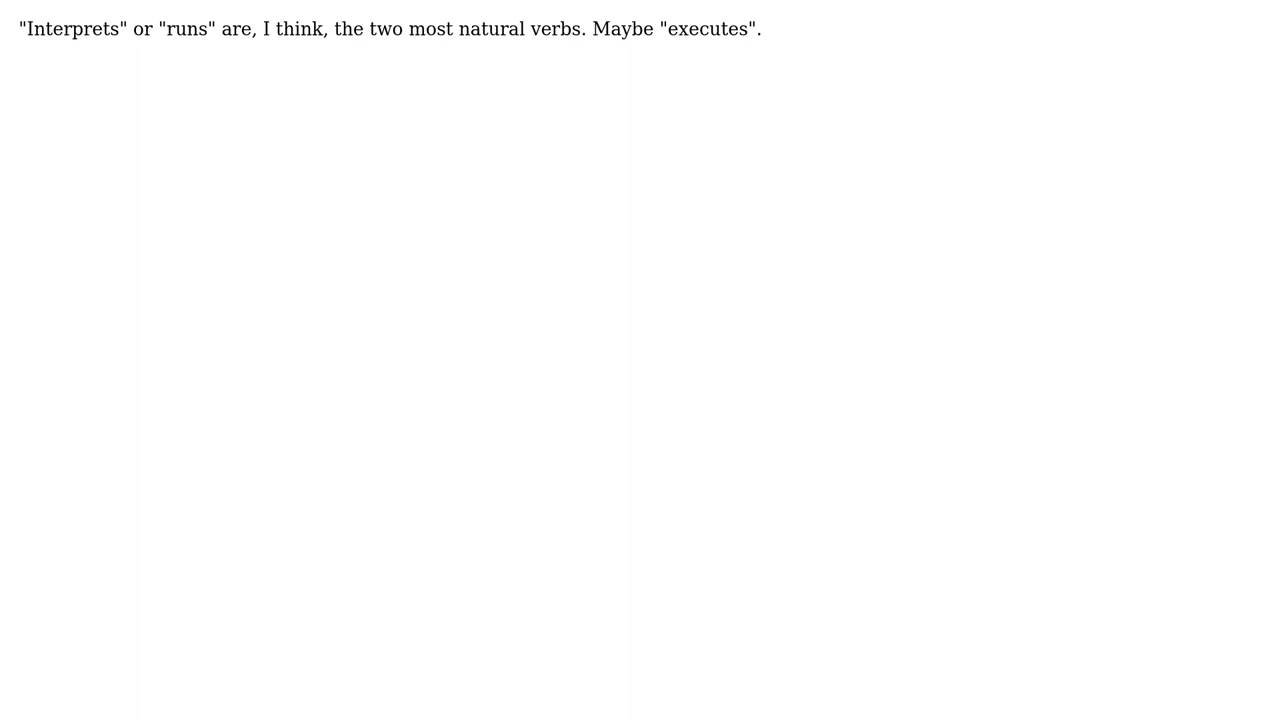 "Interprets" or "runs" are, I think, the two most natural verbs. Maybe "executes".